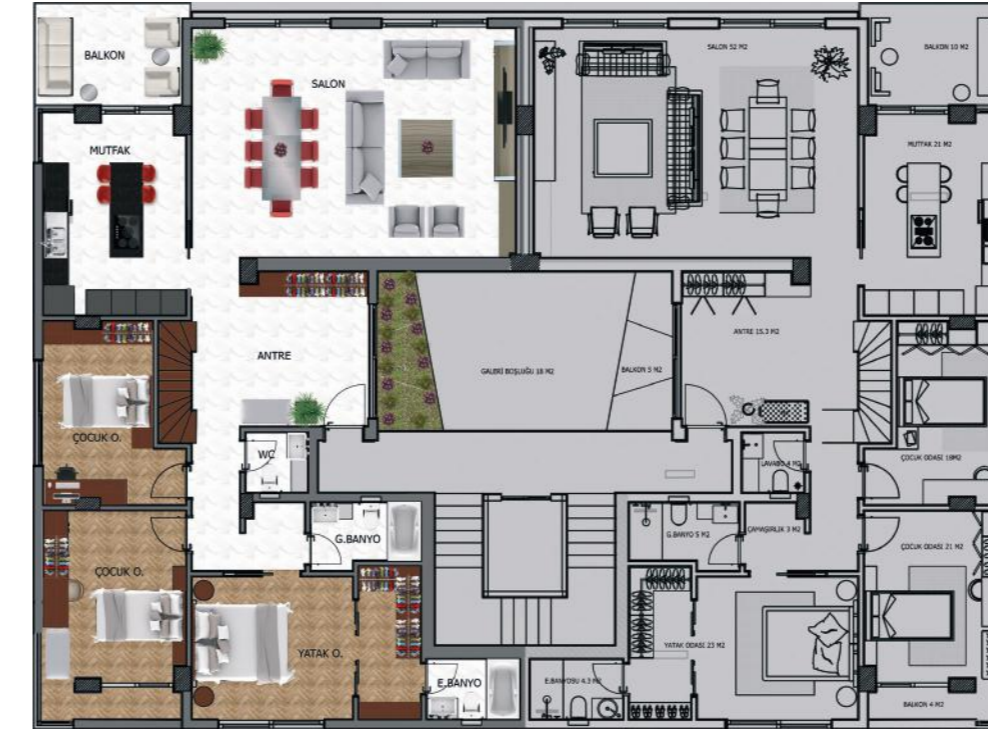 BALKON
SALON
SALON 52 M2
BALKON 10 M2
MUTFAK
MUTFAK 21 M2
ANTRE
ANTRE 15.3 M2
GALERİ BOŞLUĞU 18 M2
BALKON 5 M2
ÇOCUK O.
WC
LAVABO 4 M2
ÇOCUK ODASI 18M2
G.BANYO
G.BANYO 5 M2
ÇAMAŞIRLIK 3 M2
ÇOCUK O.
ÇOCUK ODASI 21 M2
YATAK O.
YATAK ODASI 23 M2
E.BANYO
E.BANYOSU 4.3 M2
BALKON 4 M2